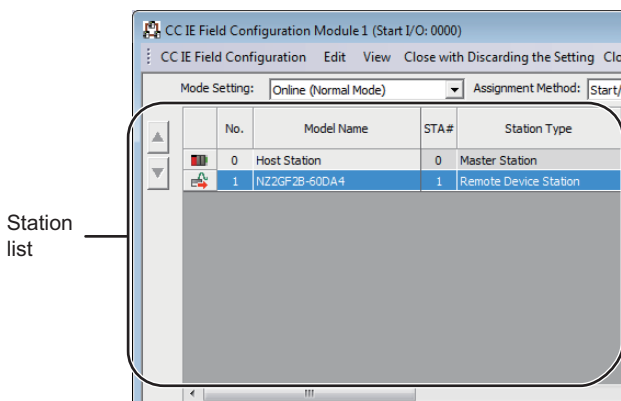 CC IE Field Configuration Module 1 (Start I/O: 0000)
CC IE Field Configuration Edit View Close with Discarding the Setting Clo
Mode Setting: Online (Normal Mode) Assignment Method: Start/
No. Model Name STA# Station Type
0 Host Station 0 Master Station
1 NZ2GF2B-60DA4 1 Remote Device Station
Station
list